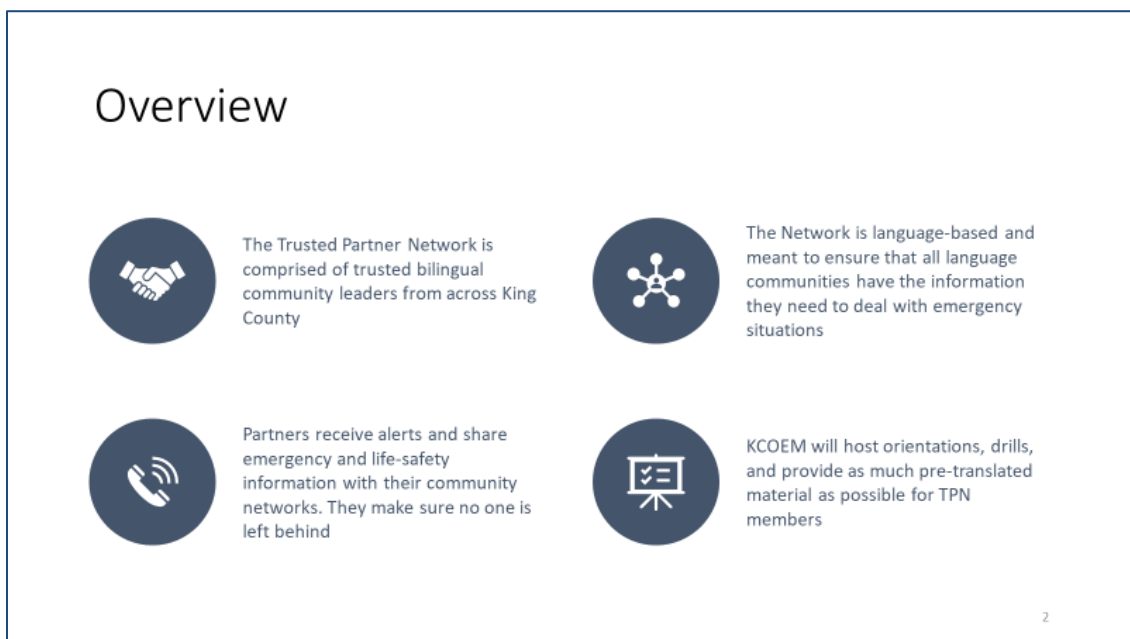 Overview
The Trusted Partner Network is
comprised of trusted bilingual
community leaders from across King
County
The Network is language-based and
meant to ensure that all language
communities have the information
they need to deal with emergency
situations
Partners receive alerts and share
emergency and life-safety
information with their community
networks. They make sure no one is
left behind
KCOEM will host orientations, drills,
and provide as much pre-translated
material as possible for TPN
members
2